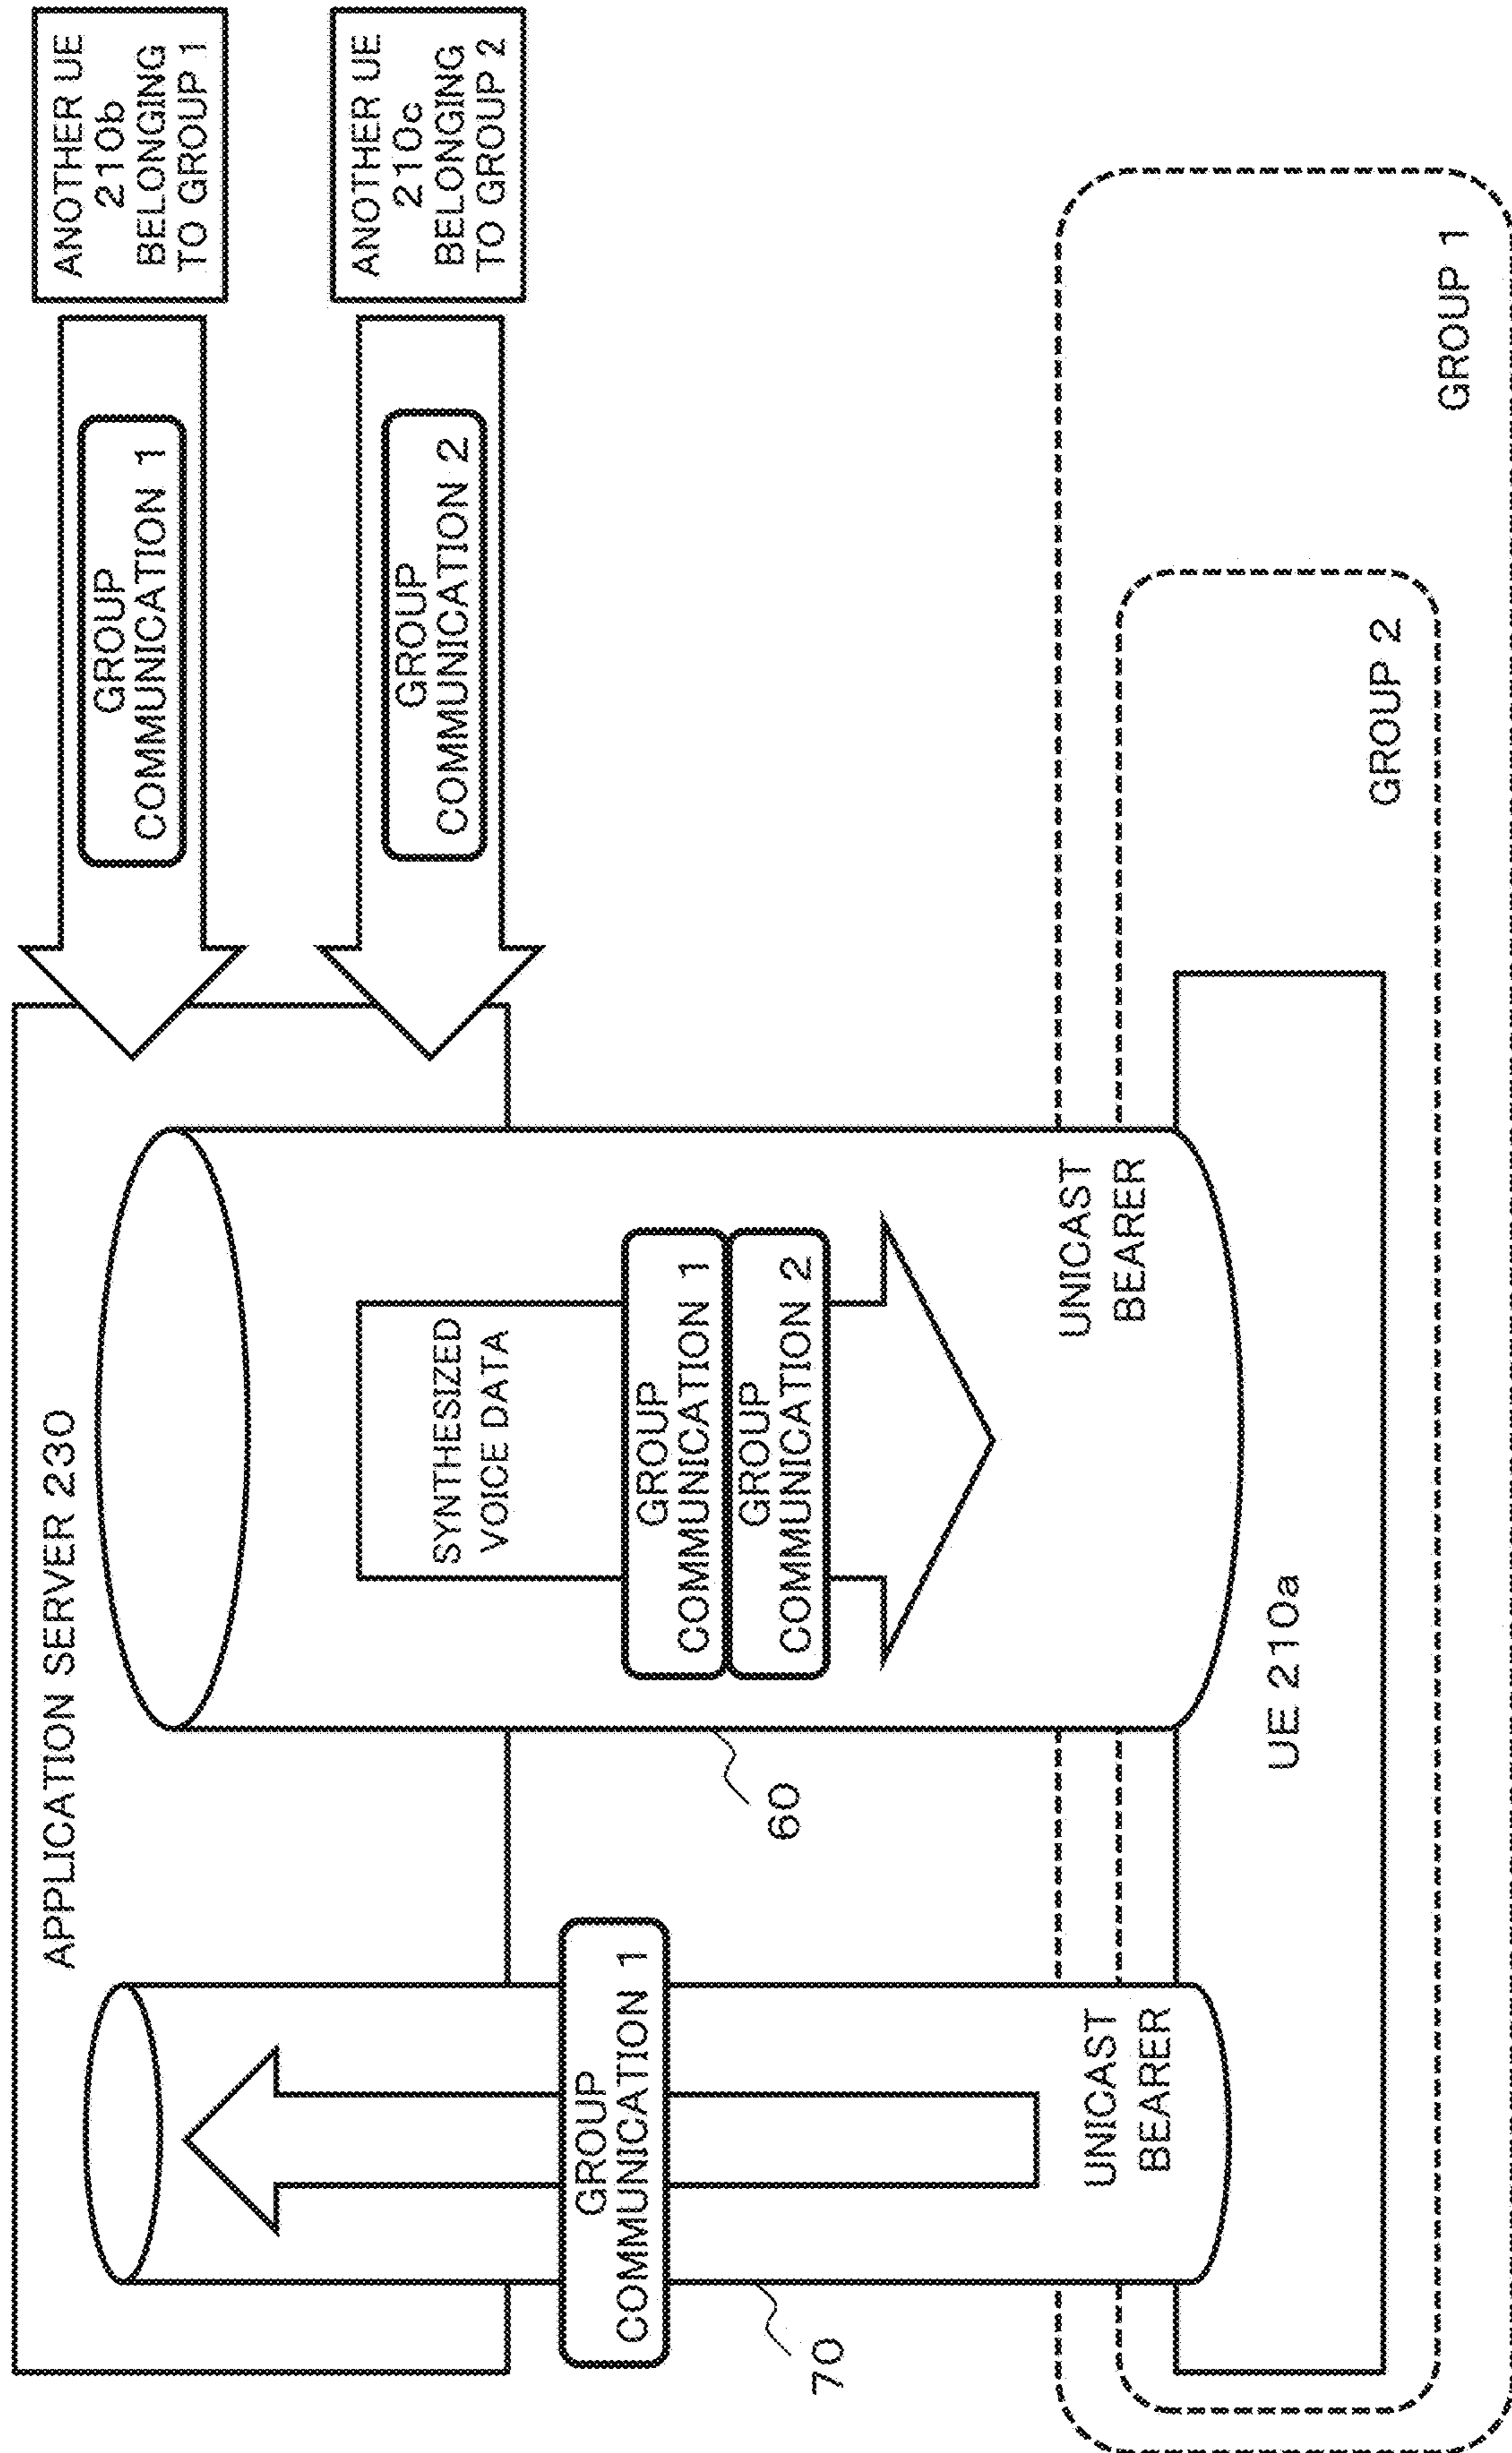 APPLICATION SERVER 230
ANOTHER UE
210b
BELONGING
TO GROUP 1
GROUP
COMMUNICATION 1
ANOTHER UE
210c
BELONGING
TO GROUP 2
GROUP
COMMUNICATION 2
SYNTHESIZED
VOICE DATA
GROUP
COMMUNICATION 1
GROUP
COMMUNICATION 2
GROUP
COMMUNICATION 1
60
70
UNICAST
BEARER
UNICAST
BEARER
UE 210a
GROUP 2
GROUP 1